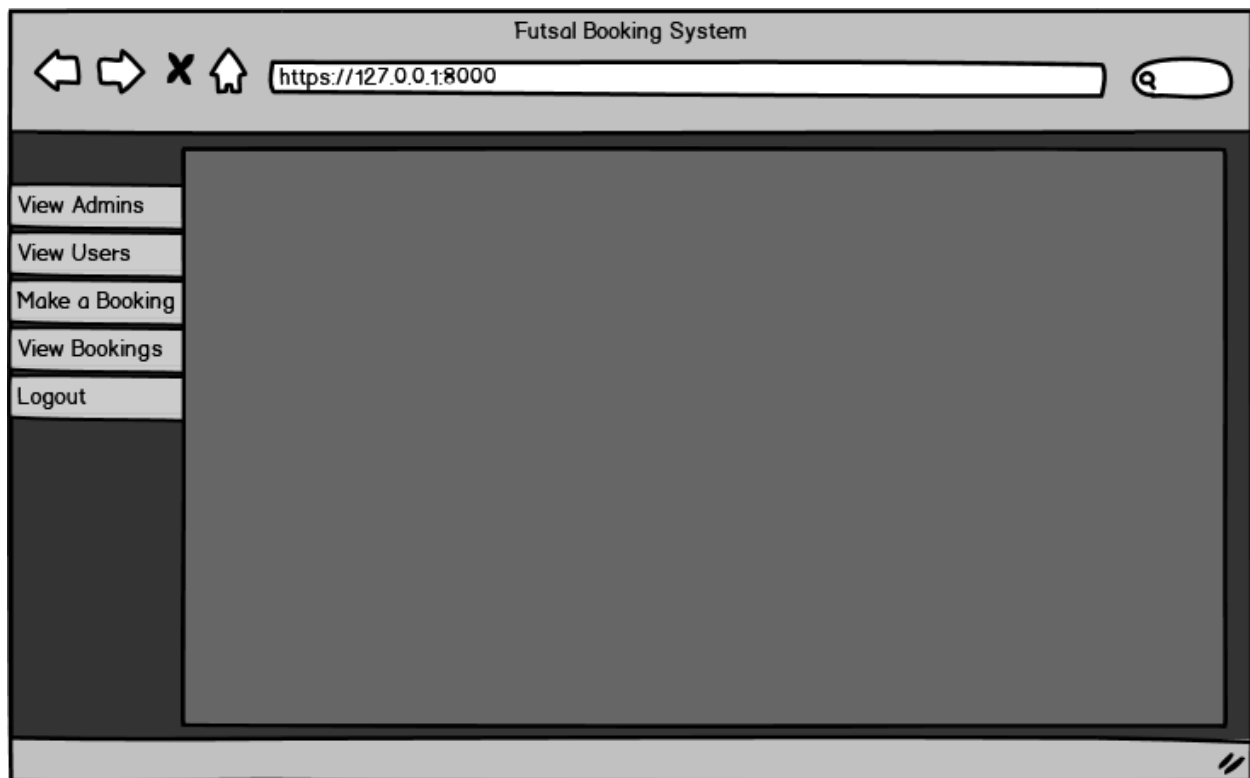 Futsal Booking System
https://127.0.0.1:8000
View Admins
View Users
Make a Booking
View Bookings
Logout